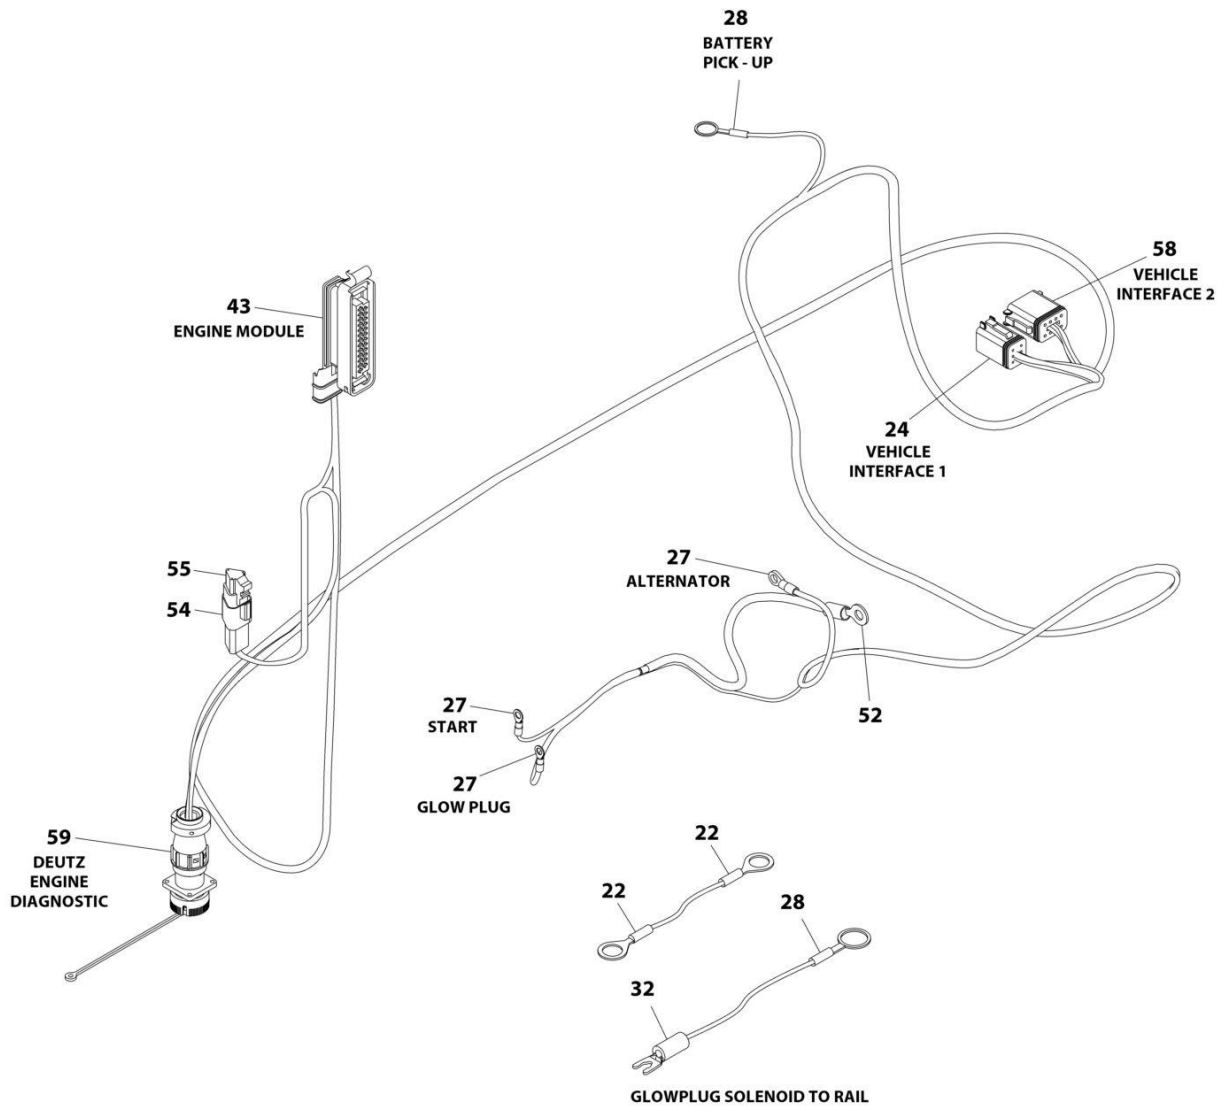 28
BATTERY
PICK - UP
58
VEHICLE
INTERFACE 2
43
ENGINE MODULE
24
VEHICLE
INTERFACE 1
55
54
27
ALTERNATOR
52
27
START
27
GLOW PLUG
59
DEUTZ
ENGINE
DIAGNOSTIC
22
22
28
32
GLOWPLUG SOLENOID TO RAIL